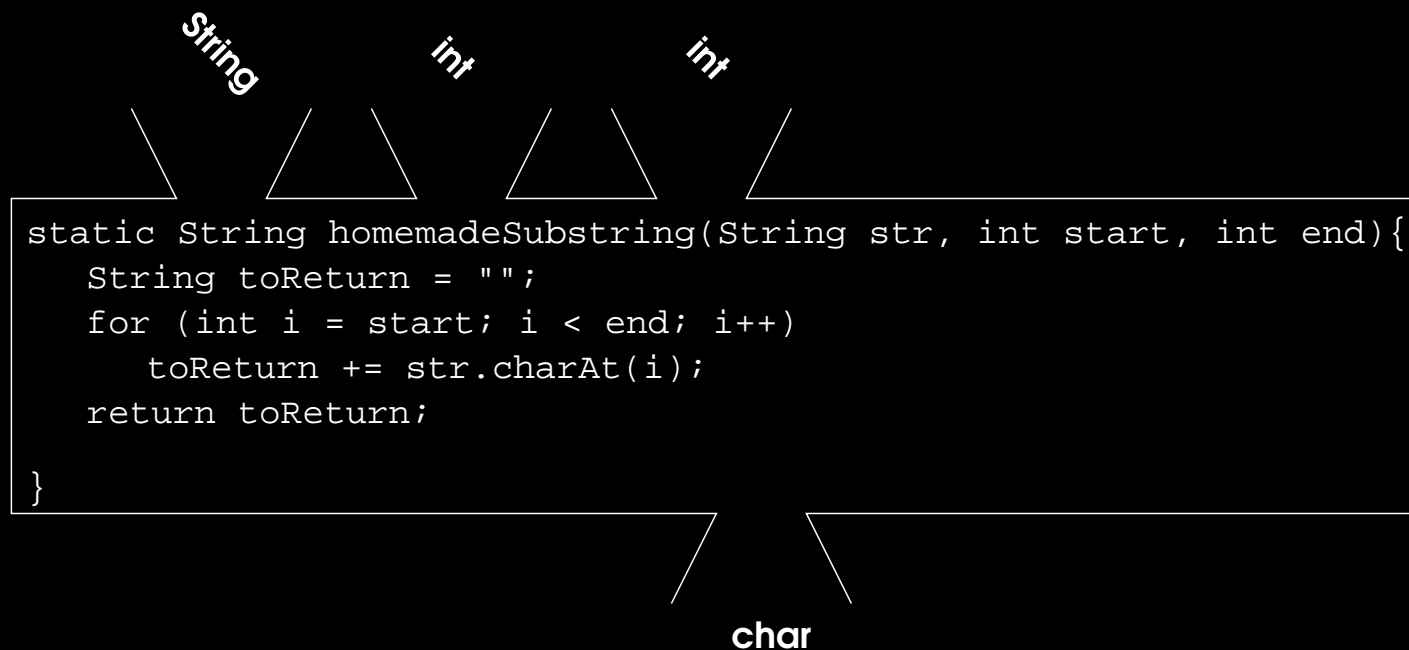 String int int
static String homemadeSubstring(String str, int start, int end){
String toReturn = "";
for (int i = start; i < end; i++)
toReturn += str.charAt(i);
return toReturn;
}
char